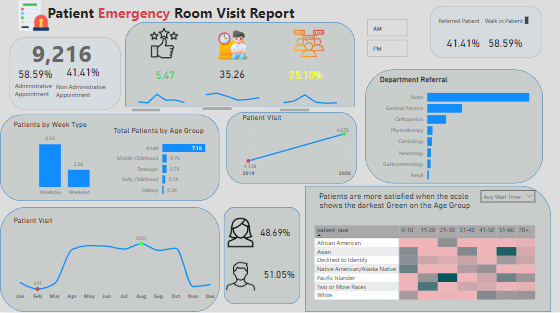 Patient Emergency Room Visit Report
AM
PM
Referred Patient Walk in Patient
41.41% 58.59%
9,216
58.59% 41.41%
Administrative Appointment
Non Administrative Appointment
5.47
35.26
75.10%
Department Referral
None
General Practice
Orthopedics
Physiotherapy
Cardiology
Neurology
Gastroenterology
Renal
Patients by Week Type
6.6K
2.6K
Weekday Weekend
Total Patients by Age Group
Adult 7.1K
Middle Childhood 0.7K
Teenager 0.7K
Early Childhood 0.5K
Infancy
Patient Visit
4,338
4,878
2019 2020
Patients are more satisfied when the scale
shows the darkest Green on the Age Group
Avg Wait Time
patient_race 0-10 11-20 21-30 31-40 41-50 51-60 70+
African American
Asian
Declined to Identify
Native American/Alaska Native
Pacific Islander
Two or More Races
White
Patient Visit
431
Jan Feb Mar Apr May Jun Jul Aug Sep Oct Nov Dec
48.69%
51.05%